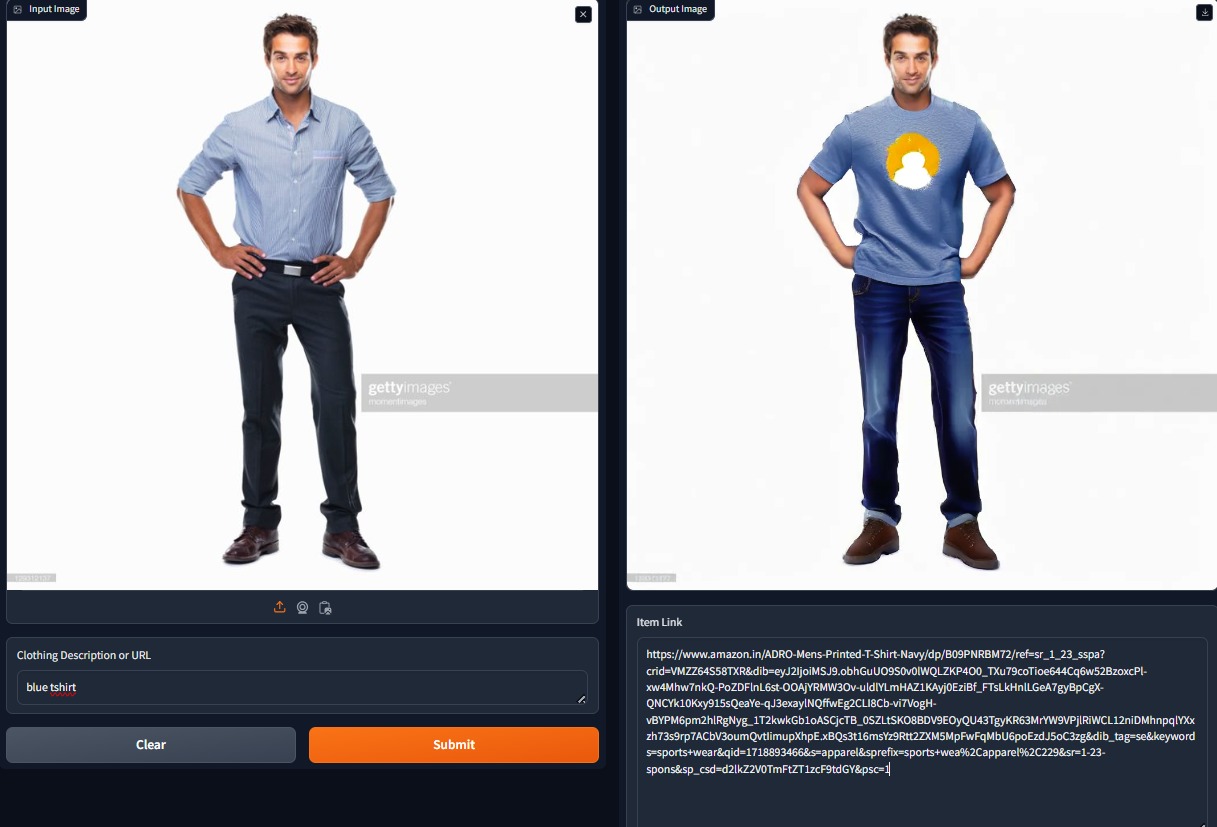 Input Image
gettyimages®
momentimages
Clothing Description or URL
blue tshirt
Clear
Submit
Output Image
gettyimages®
Item Link
https://www.amazon.in/ADRO-Mens-Printed-T-Shirt-Navy/dp/B09PNRBM72/ref=sr_1_23_sspa?
crid=VMZZ64S58TXR&dib=eyJ2IjoiMSJ9.obhGuUO9S0v0lWQLZKP4O0_TXu79coTioe644Cq6w52BzoxcPl-
xw4Mhw7nkQ-PoZDFlnL6st-OOAjYRMW3Ov-uldlYLmHAZ1KAyj0EziBf_FTsLkHnlLGeA7gyBpCgX-
QNCYk10Kxy915sQeaYe-qJ3exaylNQffwEg2CLI8Cb-vi7VogH-
vBYPM6pm2hlRgNyg_1T2kwkGb1oASCjcTB_0SZLtSKO8BDV9EOyQU43TgyKR63MrYW9VPjlRiWCL12niDMhnpqlYXx
zh73s9rp7ACbV3oumQvtIimupXhpE.xBQs3t16msYz9Rtt2ZXM5MpFwFqMbU6poEzdJ5oC3zg&dib_tag=se&keyword
s=sports+wear&qid=1718893466&s=apparel&sprefix=sports+wea%2Capparel%2C229&sr=1-23-
spons&sp_csd=d2lkZ2V0TmFtZT1zcF9tdGY&psc=1